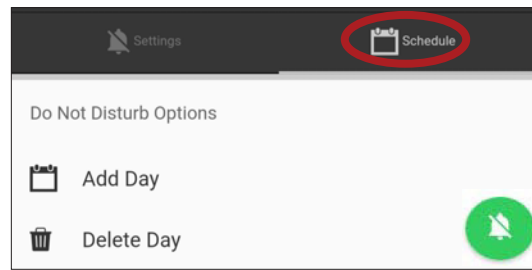 Settings
Schedule
Do Not Disturb Options
Add Day
Delete Day